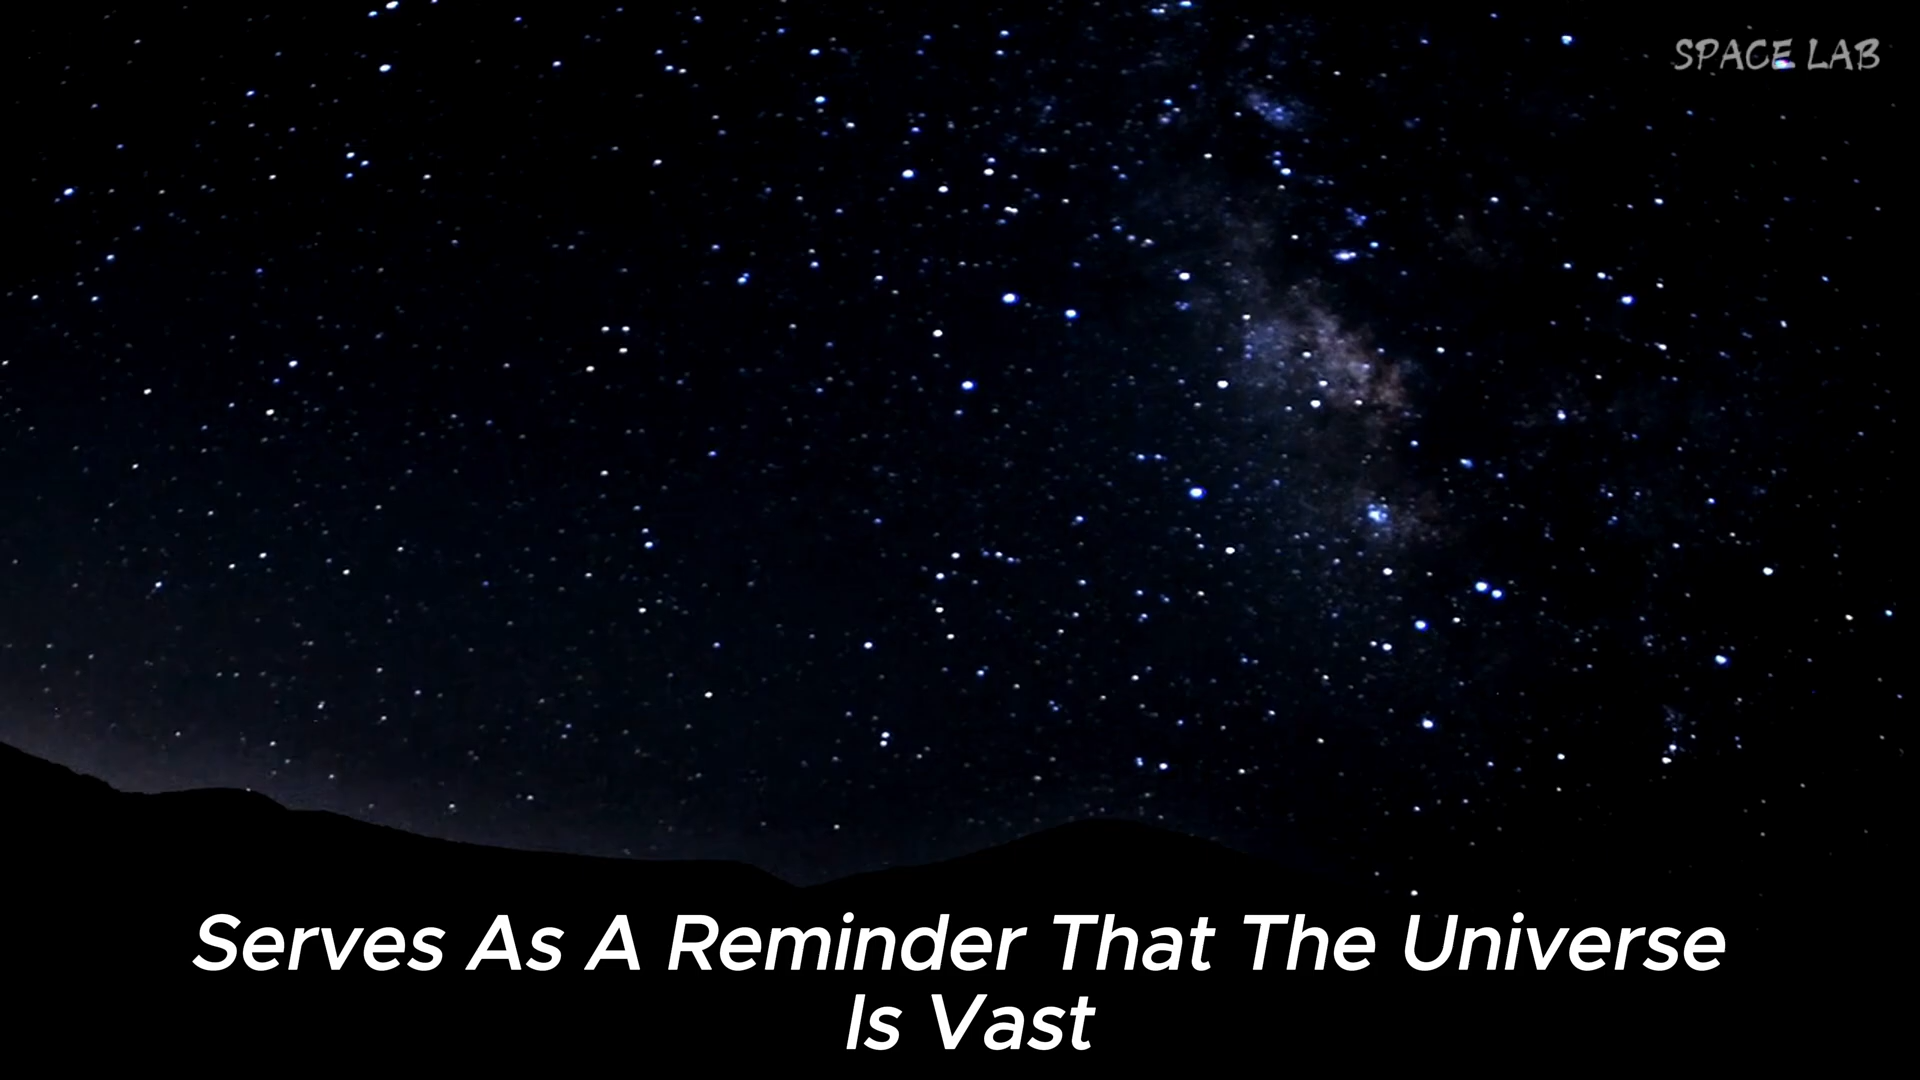 SPACE LAB
Serves As A Reminder That The Universe
Is Vast